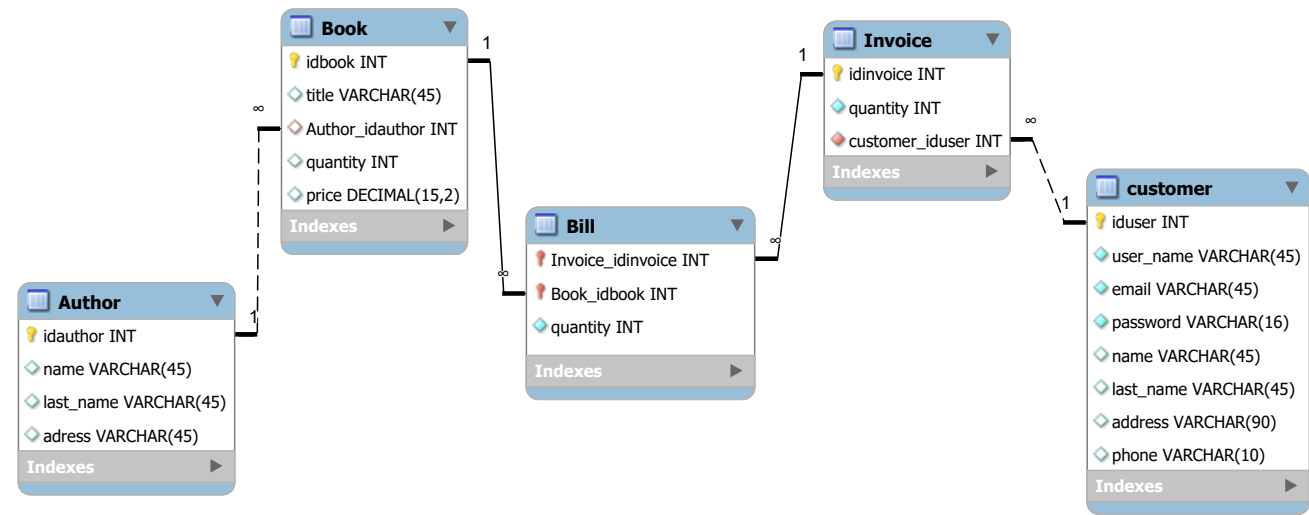 Book
idbook INT
title VARCHAR(45)
Author_idauthor INT
quantity INT
price DECIMAL(15,2)
Indexes
1
∞
Invoice
idinvoice INT
quantity INT
customer_iduser INT
Indexes
1
∞
customer
iduser INT
user_name VARCHAR(45)
email VARCHAR(45)
password VARCHAR(16)
name VARCHAR(45)
last_name VARCHAR(45)
address VARCHAR(90)
phone VARCHAR(10)
Indexes
1
Bill
Invoice_idinvoice INT
Book_idbook INT
quantity INT
Indexes
∞
∞
Author
idauthor INT
name VARCHAR(45)
last_name VARCHAR(45)
adress VARCHAR(45)
Indexes
1